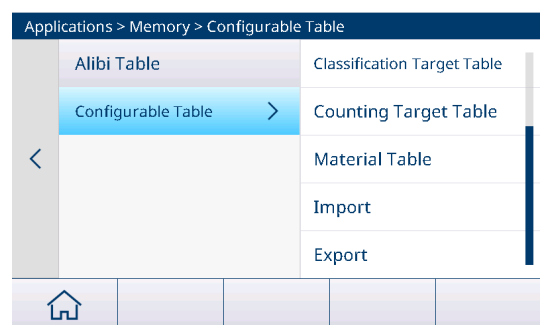 Applications > Memory > Configurable Table
Alibi Table
Configurable Table
Classification Target Table
Counting Target Table
Material Table
Import
Export